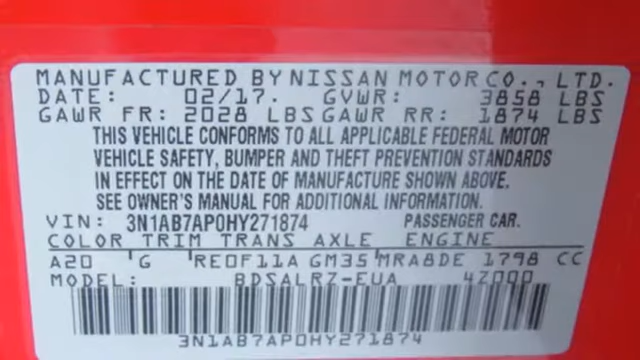 MANUFACTURED BY NISSAN MOTOR CO., LTD.
DATE: 02/17. GVWR: 3858 LBS
GAWR FR: 2028 LBS GAWR RR: 1874 LBS
THIS VEHICLE CONFORMS TO ALL APPLICABLE FEDERAL MOTOR
VEHICLE SAFETY, BUMPER AND THEFT PREVENTION STANDARDS
IN EFFECT ON THE DATE OF MANUFACTURE SHOWN ABOVE.
SEE OWNER'S MANUAL FOR ADDITIONAL INFORMATION.
VIN: 3N1AB7AP0HY271874 PASSENGER CAR.
COLOR TRIM TRANS AXLE ENGINE
A20 G RE0F11A GM35 MRA8DE 1798 CC
MODEL: BDSALRZ-EUA 4Z000
3N1AB7AP0HY271874